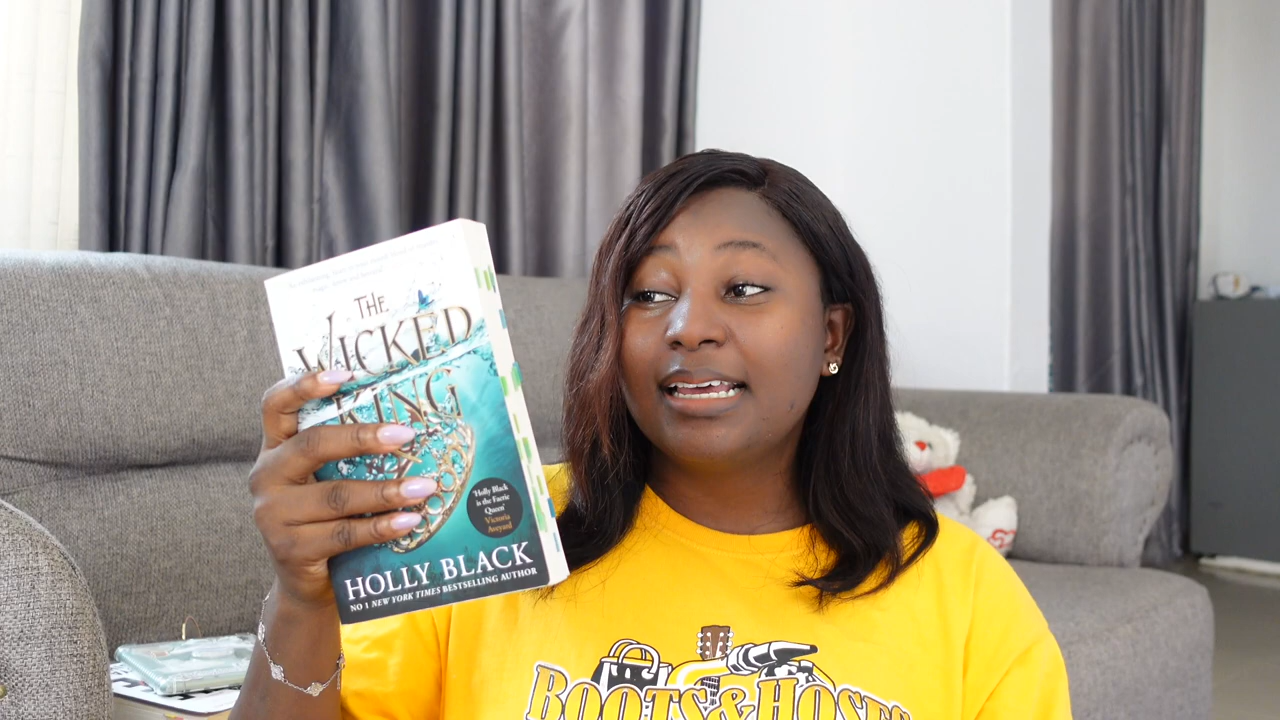 THE
WICKED
KING
'Holly Black
is the Faerie
Queen'
Victoria
Aveyard
HOLLY BLACK
NO 1 NEW YORK TIMES BESTSELLING AUTHOR
BOOTS & HOSES